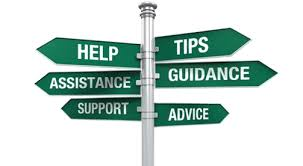 HELP
TIPS
ASSISTANCE
GUIDANCE
SUPPORT
ADVICE